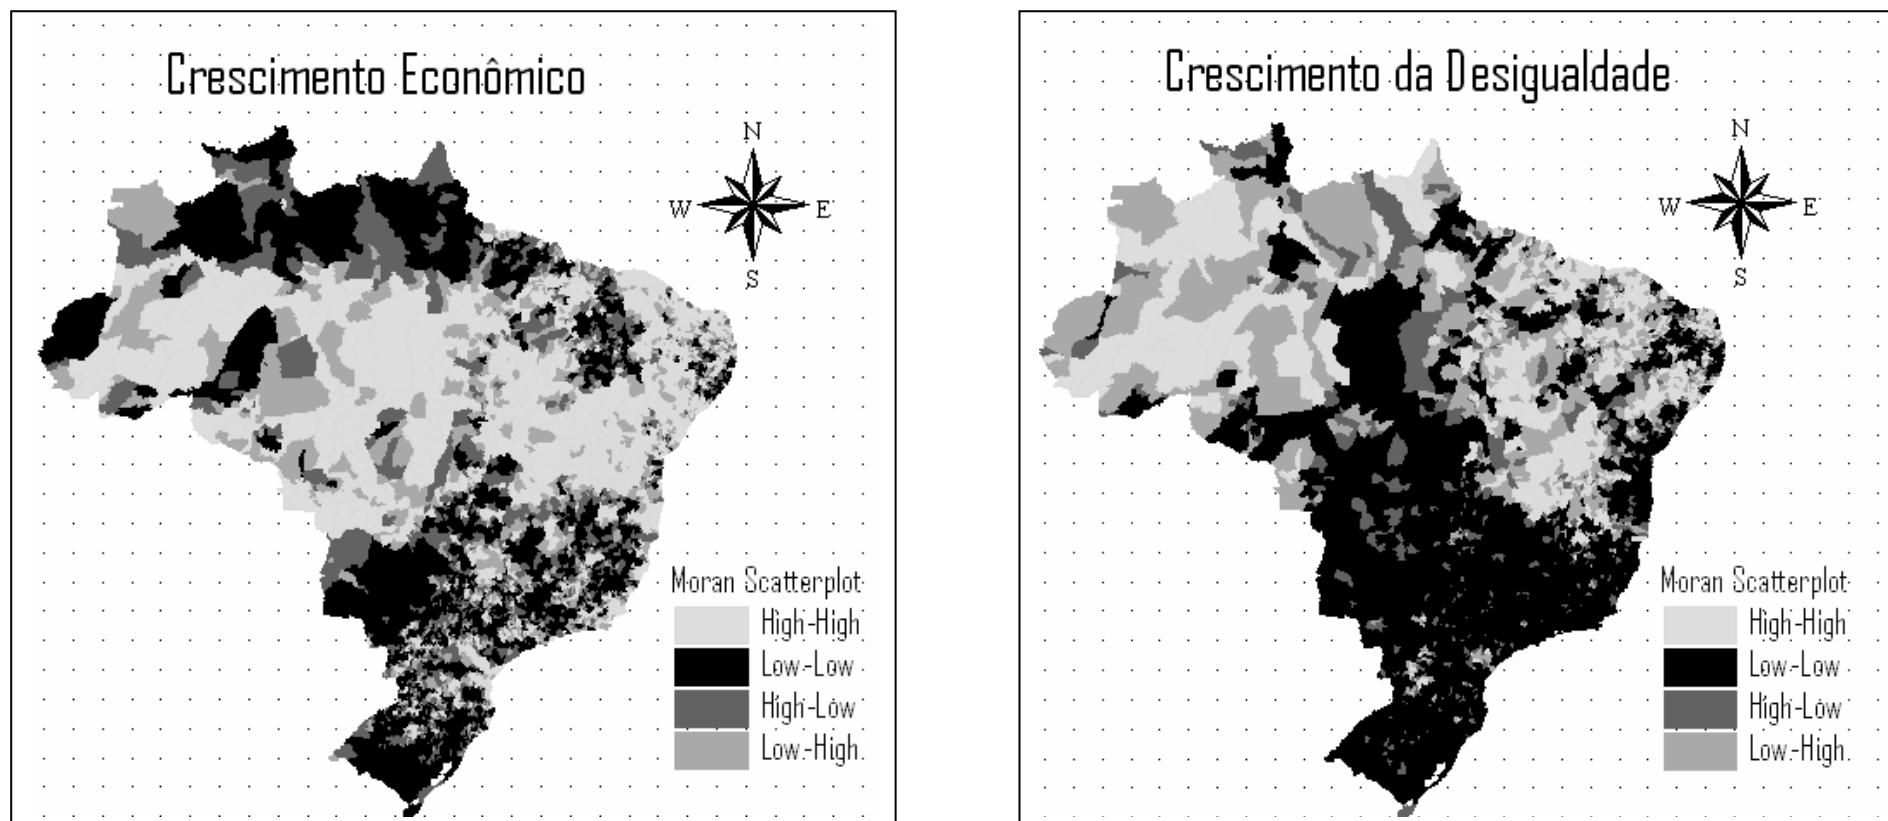 Crescimento Econômico
N
W
E
S
Moran Scatterplot
High-High
Low-Low
High-Low
Low-High
Crescimento da Desigualdade
N
W
E
S
Moran Scatterplot
High-High
Low-Low
High-Low
Low-High